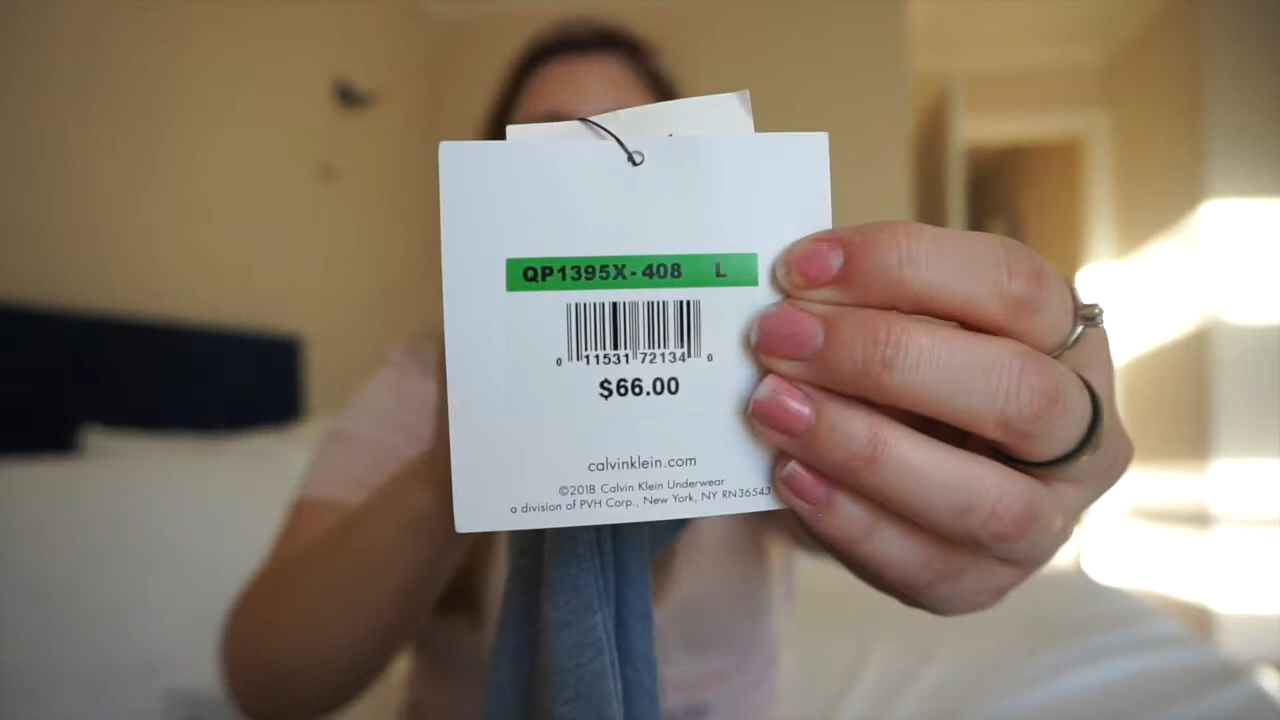 QP1395X-408 L
0 11531 72134 0
$66.00
calvinklein.com
©2018 Calvin Klein Underwear
a division of PVH Corp., New York, NY RN36543